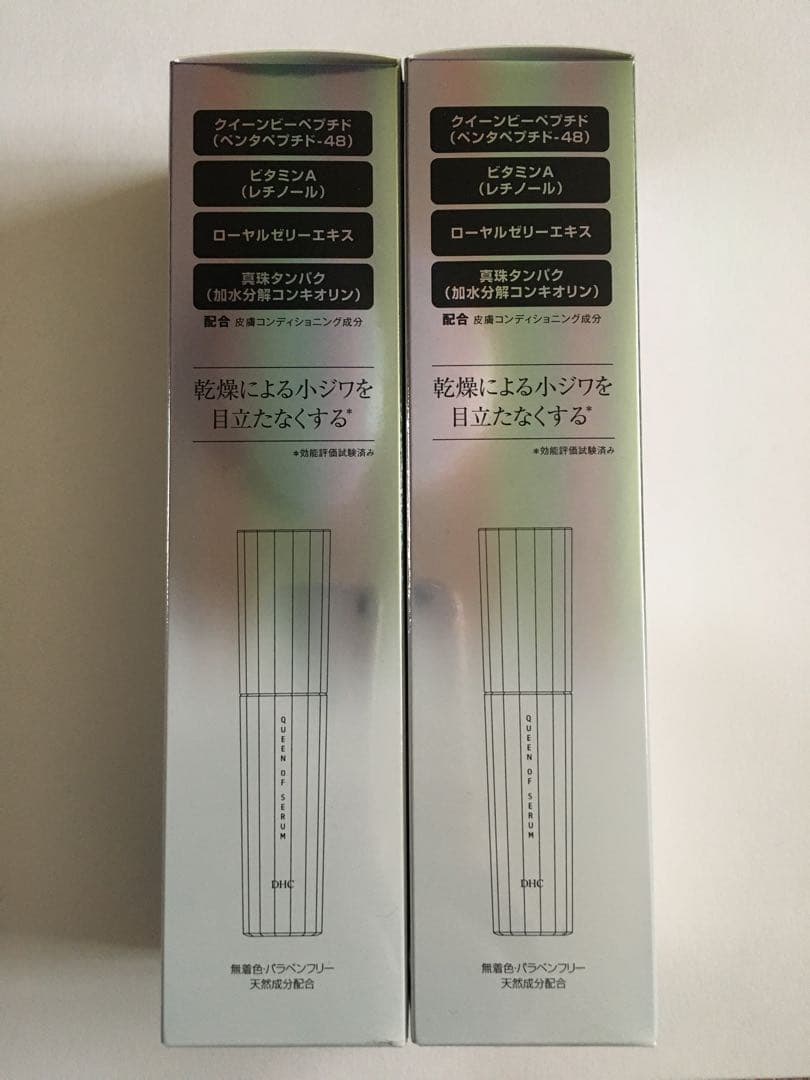 クイーンビーペプチド
(ペンタペプチド-48)
ビタミンA
(レチノール)
ローヤルゼリーエキス
真珠タンパク
(加水分解コンキオリン)
配合 皮膚コンディショニング成分
乾燥による小ジワを
目立たなくする*
*効能評価試験済み
QUEEN OF SERUM
DHC
無着色・パラベンフリー
天然成分配合
クイーンビーペプチド
(ペンタペプチド-48)
ビタミンA
(レチノール)
ローヤルゼリーエキス
真珠タンパク
(加水分解コンキオリン)
配合 皮膚コンディショニング成分
乾燥による小ジワを
目立たなくする*
*効能評価試験済み
QUEEN OF SERUM
DHC
無着色・パラベンフリー
天然成分配合